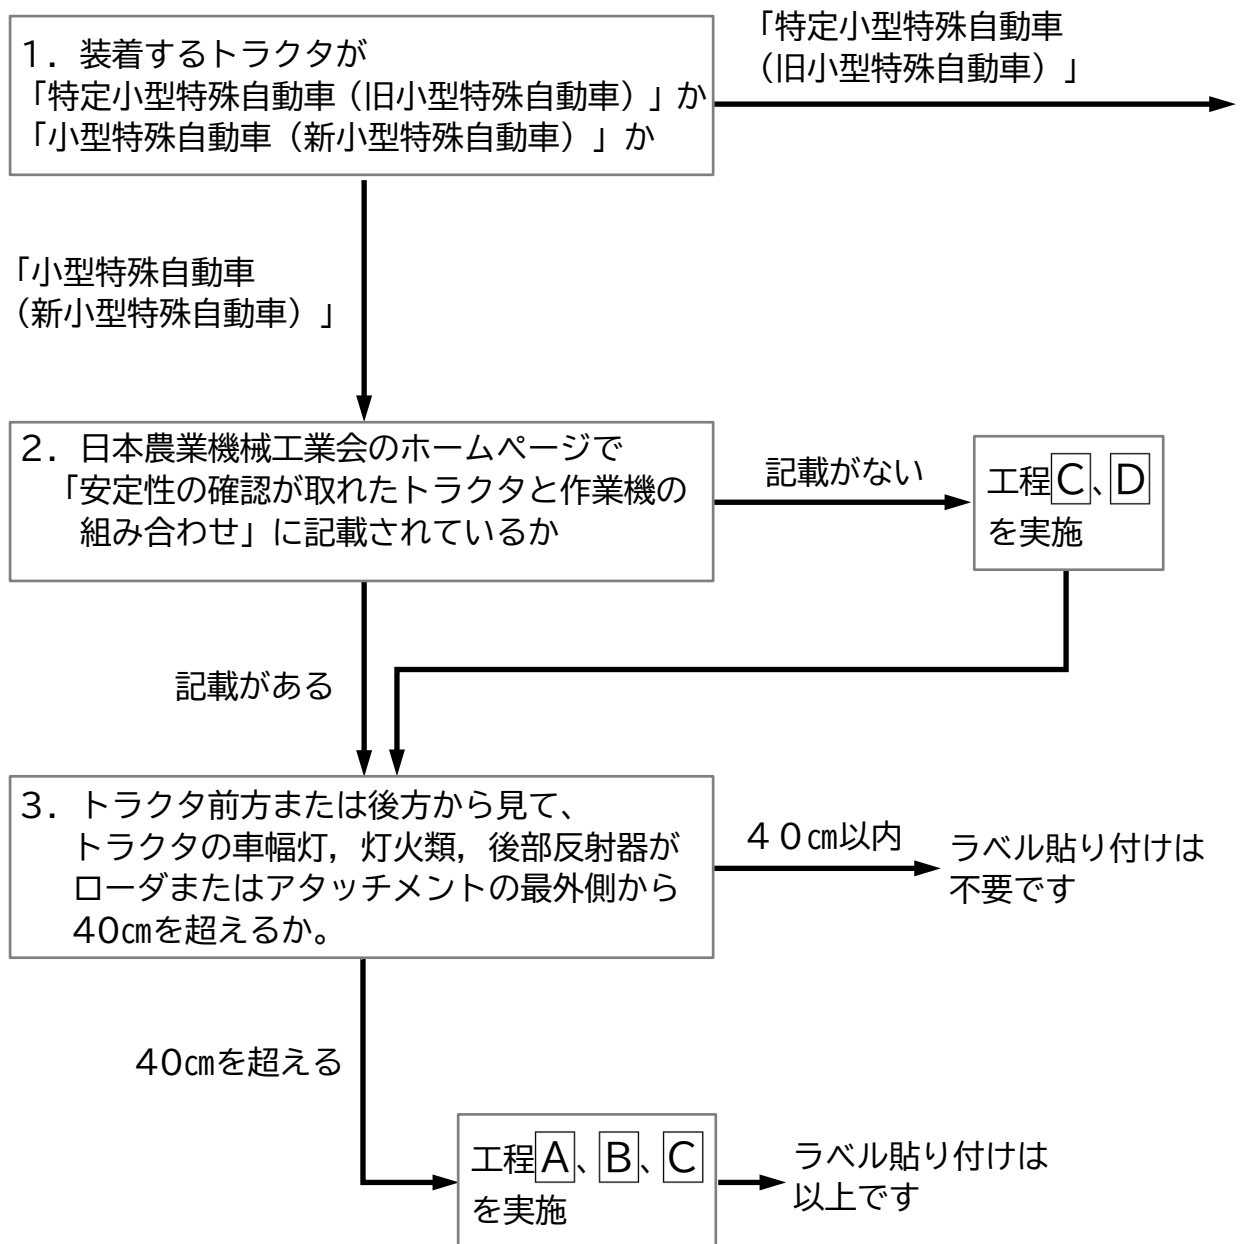 1．装着するトラクタが
「特定小型特殊自動車（旧小型特殊自動車）」か
「小型特殊自動車（新小型特殊自動車）」か
「特定小型特殊自動車
（旧小型特殊自動車）」
「小型特殊自動車
（新小型特殊自動車）」
2．日本農業機械工業会のホームページで
「安定性の確認が取れたトラクタと作業機の
組み合わせ」に記載されているか
記載がない
工程C、D
を実施
記載がある
3．トラクタ前方または後方から見て、
トラクタの車幅灯，灯火類，後部反射器が
ローダまたはアタッチメントの最外側から
40㎝を超えるか。
４０㎝以内
ラベル貼り付けは
不要です
40㎝を超える
工程A、B、C
を実施
ラベル貼り付けは
以上です